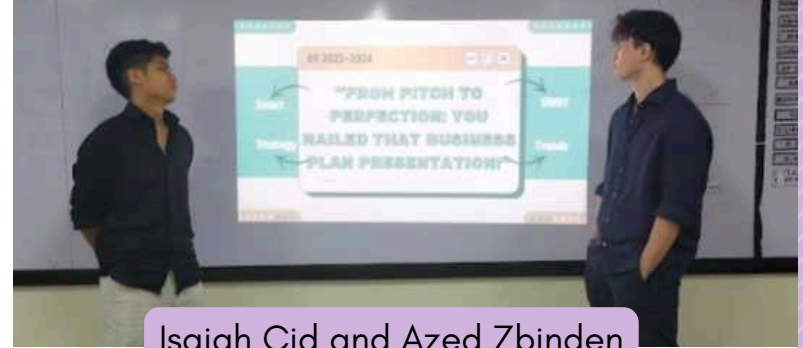 SY 2023-2024
"FROM PITCH TO
PERFECTION: YOU
NAILED THAT BUSINESS
PLAN PRESENTATION!"
Smart
Strategy
SWOT
Trends
Isaiah Cid and Azed Zbinden